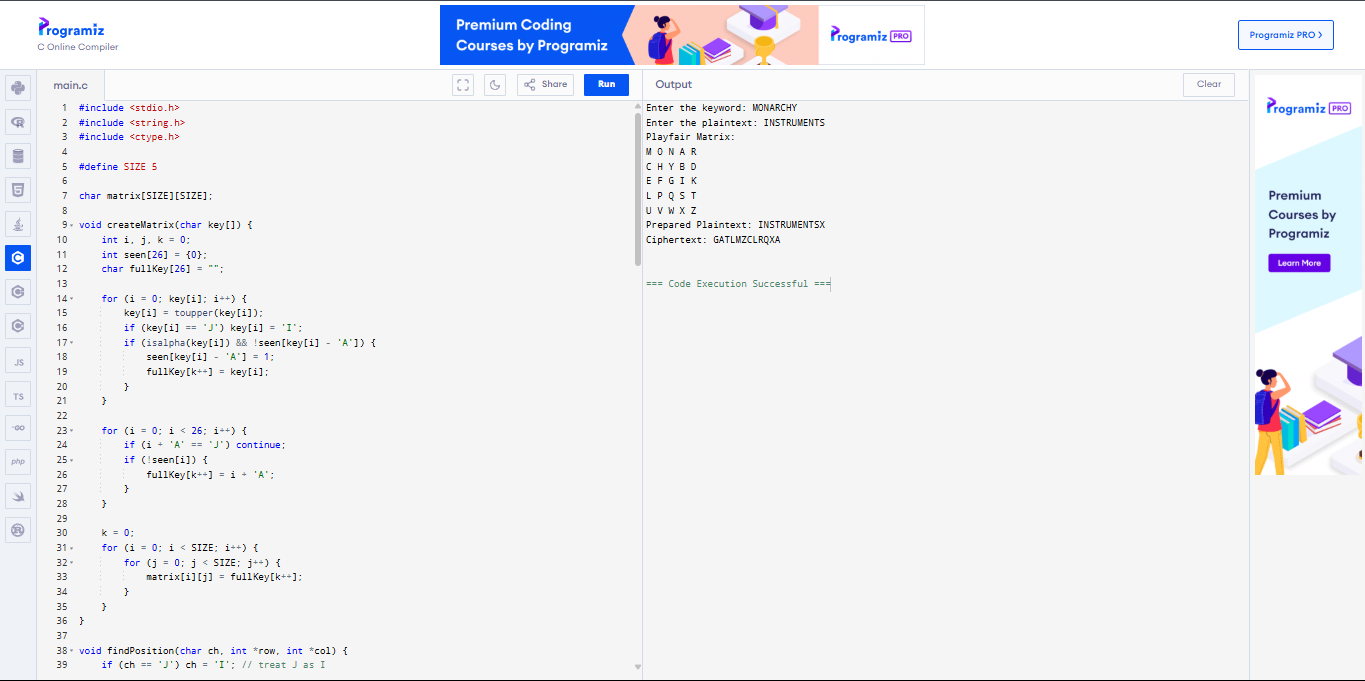 Programiz
C Online Compiler
Premium Coding
Courses by Programiz
Programiz PRO
Programiz PRO >
main.c
Share
Run
Output
Clear
1 #include <stdio.h>
2 #include <string.h>
3 #include <ctype.h>
4
5 #define SIZE 5
6
7 char matrix[SIZE][SIZE];
8
9 void createMatrix(char key[]) {
10     int i, j, k = 0;
11     int seen[26] = {0};
12     char fullKey[26] = "";
13
14     for (i = 0; key[i]; i++) {
15         key[i] = toupper(key[i]);
16         if (key[i] == 'J') key[i] = 'I';
17         if (isalpha(key[i]) && !seen[key[i] - 'A']) {
18             seen[key[i] - 'A'] = 1;
19             fullKey[k++] = key[i];
20         }
21     }
22
23     for (i = 0; i < 26; i++) {
24         if (i + 'A' == 'J') continue;
25         if (!seen[i]) {
26             fullKey[k++] = i + 'A';
27         }
28     }
29
30     k = 0;
31     for (i = 0; i < SIZE; i++) {
32         for (j = 0; j < SIZE; j++) {
33             matrix[i][j] = fullKey[k++];
34         }
35     }
36 }
37
38 void findPosition(char ch, int *row, int *col) {
39     if (ch == 'J') ch = 'I'; // treat J as I
Enter the keyword: MONARCHY
Enter the plaintext: INSTRUMENTS
Playfair Matrix:
M O N A R
C H Y B D
E F G I K
L P Q S T
U V W X Z
Prepared Plaintext: INSTRUMENTSX
Ciphertext: GATLMZCLRQXA
=== Code Execution Successful ===
JS
TS
GO
php
Programiz PRO
Premium
Courses by
Programiz
Learn More